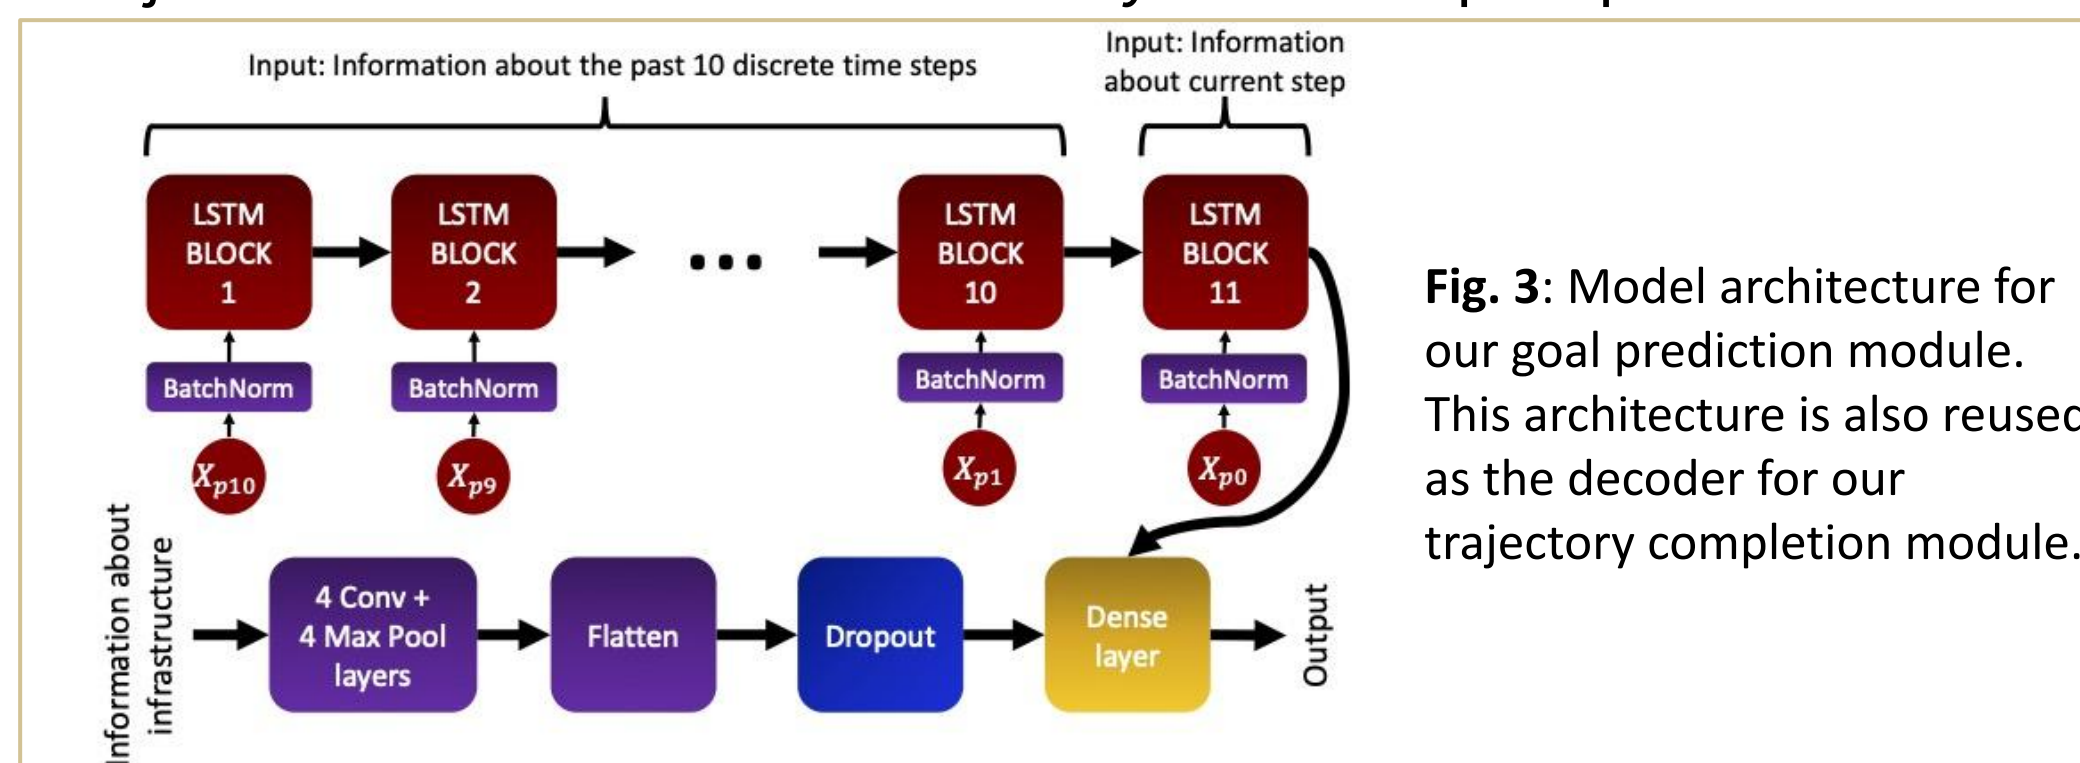 Input: Information about the past 10 discrete time steps
Input: Information
about current step
LSTM
BLOCK
1
LSTM
BLOCK
2
...
LSTM
BLOCK
10
LSTM
BLOCK
11
BatchNorm
BatchNorm
BatchNorm
BatchNorm
Xp10
Xp9
Xp1
Xp0
Information about
infrastructure
4 Conv +
4 Max Pool
layers
Flatten
Dropout
Dense
layer
Output
Fig. 3: Model architecture for
our goal prediction module.
This architecture is also reused
as the decoder for our
trajectory completion module.